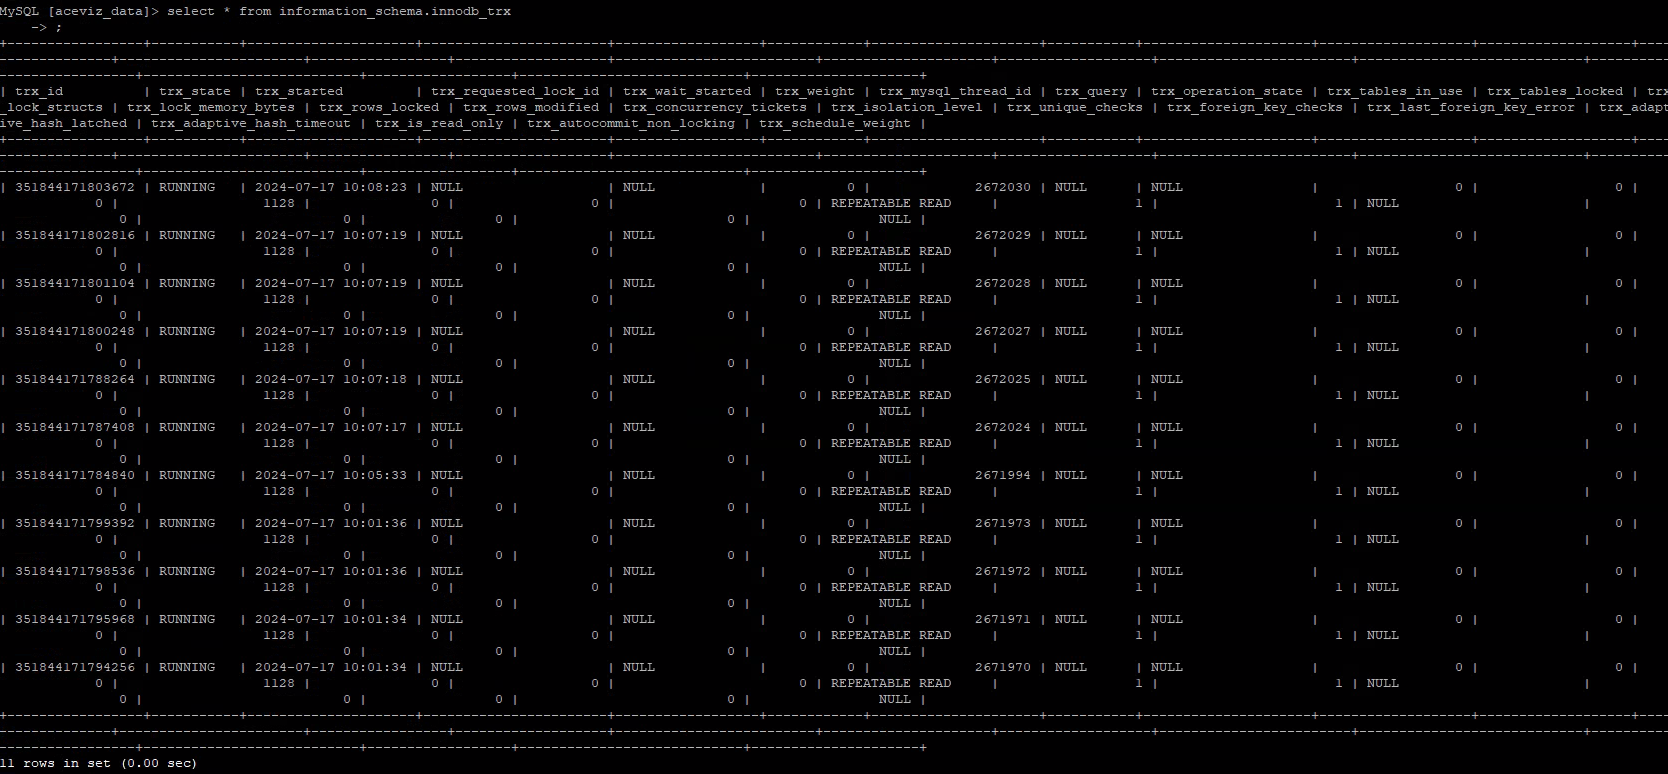 MySQL [aceviz_data]> select * from information_schema.innodb_trx
-> ;
+-----------------+-----------+---------------------+-----------------------+------------------+------------+---------------------+-----------+---------------------+-------------------+-------------------+----
--------------+-----------------------+-----------------+-------------------+-------------------------+---------------------+-------------------+------------------------+----------------------------+---------
----------------+---------------------------+------------------+----------------------------+---------------------+
| trx_id | trx_state | trx_started | trx_requested_lock_id | trx_wait_started | trx_weight | trx_mysql_thread_id | trx_query | trx_operation_state | trx_tables_in_use | trx_tables_locked | trx
_lock_structs | trx_lock_memory_bytes | trx_rows_locked | trx_rows_modified | trx_concurrency_tickets | trx_isolation_level | trx_unique_checks | trx_foreign_key_checks | trx_last_foreign_key_error | trx_adapt
ive_hash_latched | trx_adaptive_hash_timeout | trx_is_read_only | trx_autocommit_non_locking | trx_schedule_weight |
+-----------------+-----------+---------------------+-----------------------+------------------+------------+---------------------+-----------+---------------------+-------------------+-------------------+----
--------------+-----------------------+-----------------+-------------------+-------------------------+---------------------+-------------------+------------------------+----------------------------+---------
----------------+---------------------------+------------------+----------------------------+---------------------+
| 351844171803672 | RUNNING | 2024-07-17 10:08:23 | NULL | NULL | 0 | 2672030 | NULL | NULL | 0 | 0 |
0 | 1128 | 0 | 0 | 0 | REPEATABLE READ | 1 | 1 | NULL |
0 | 0 | 0 | 0 | NULL |
| 351844171802816 | RUNNING | 2024-07-17 10:07:19 | NULL | NULL | 0 | 2672029 | NULL | NULL | 0 | 0 |
0 | 1128 | 0 | 0 | 0 | REPEATABLE READ | 1 | 1 | NULL |
0 | 0 | 0 | 0 | NULL |
| 351844171801104 | RUNNING | 2024-07-17 10:07:19 | NULL | NULL | 0 | 2672028 | NULL | NULL | 0 | 0 |
0 | 1128 | 0 | 0 | 0 | REPEATABLE READ | 1 | 1 | NULL |
0 | 0 | 0 | 0 | NULL |
| 351844171800248 | RUNNING | 2024-07-17 10:07:19 | NULL | NULL | 0 | 2672027 | NULL | NULL | 0 | 0 |
0 | 1128 | 0 | 0 | 0 | REPEATABLE READ | 1 | 1 | NULL |
0 | 0 | 0 | 0 | NULL |
| 351844171788264 | RUNNING | 2024-07-17 10:07:18 | NULL | NULL | 0 | 2672025 | NULL | NULL | 0 | 0 |
0 | 1128 | 0 | 0 | 0 | REPEATABLE READ | 1 | 1 | NULL |
0 | 0 | 0 | 0 | NULL |
| 351844171787408 | RUNNING | 2024-07-17 10:07:17 | NULL | NULL | 0 | 2672024 | NULL | NULL | 0 | 0 |
0 | 1128 | 0 | 0 | 0 | REPEATABLE READ | 1 | 1 | NULL |
0 | 0 | 0 | 0 | NULL |
| 351844171784840 | RUNNING | 2024-07-17 10:05:33 | NULL | NULL | 0 | 2671994 | NULL | NULL | 0 | 0 |
0 | 1128 | 0 | 0 | 0 | REPEATABLE READ | 1 | 1 | NULL |
0 | 0 | 0 | 0 | NULL |
| 351844171799392 | RUNNING | 2024-07-17 10:01:36 | NULL | NULL | 0 | 2671973 | NULL | NULL | 0 | 0 |
0 | 1128 | 0 | 0 | 0 | REPEATABLE READ | 1 | 1 | NULL |
0 | 0 | 0 | 0 | NULL |
| 351844171798536 | RUNNING | 2024-07-17 10:01:36 | NULL | NULL | 0 | 2671972 | NULL | NULL | 0 | 0 |
0 | 1128 | 0 | 0 | 0 | REPEATABLE READ | 1 | 1 | NULL |
0 | 0 | 0 | 0 | NULL |
| 351844171795968 | RUNNING | 2024-07-17 10:01:34 | NULL | NULL | 0 | 2671971 | NULL | NULL | 0 | 0 |
0 | 1128 | 0 | 0 | 0 | REPEATABLE READ | 1 | 1 | NULL |
0 | 0 | 0 | 0 | NULL |
| 351844171794256 | RUNNING | 2024-07-17 10:01:34 | NULL | NULL | 0 | 2671970 | NULL | NULL | 0 | 0 |
0 | 1128 | 0 | 0 | 0 | REPEATABLE READ | 1 | 1 | NULL |
0 | 0 | 0 | 0 | NULL |
+-----------------+-----------+---------------------+-----------------------+------------------+------------+---------------------+-----------+---------------------+-------------------+-------------------+----
--------------+-----------------------+-----------------+-------------------+-------------------------+---------------------+-------------------+------------------------+----------------------------+---------
----------------+---------------------------+------------------+----------------------------+---------------------+
11 rows in set (0.00 sec)